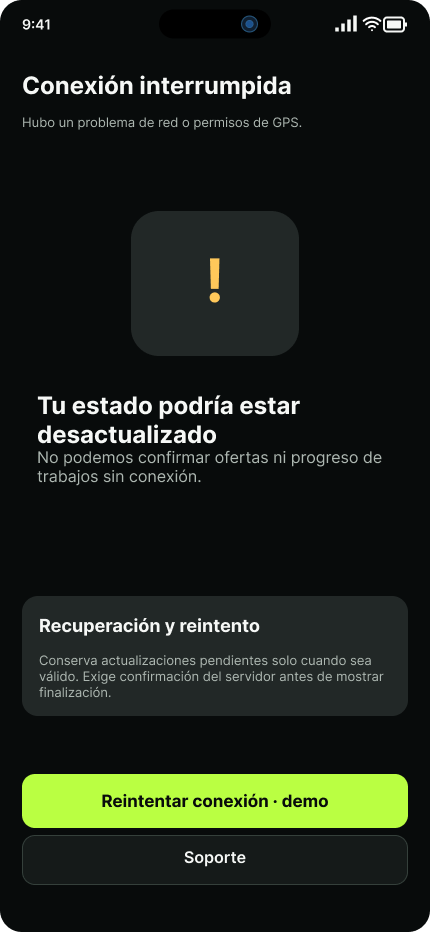 9:41
Conexión interrumpida
Hubo un problema de red o permisos de GPS.
!
Tu estado podría estar
desactualizado
No podemos confirmar ofertas ni progreso de
trabajos sin conexión.
Recuperación y reintento
Conserva actualizaciones pendientes solo cuando sea
válido. Exige confirmación del servidor antes de mostrar
finalización.
Reintentar conexión · demo
Soporte